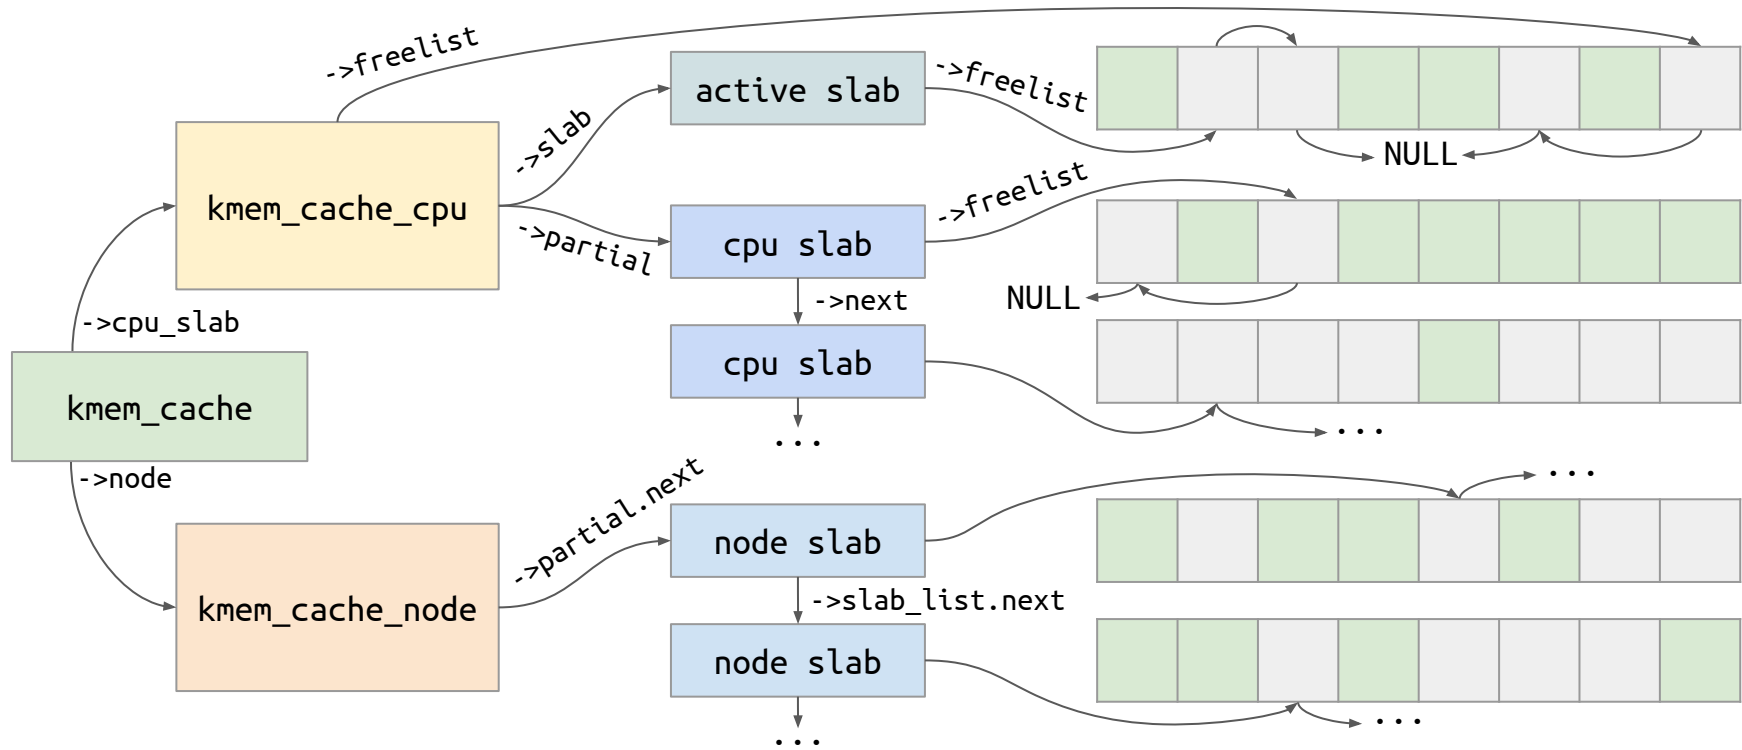 ->freelist
active slab
->freelist
->slab
NULL
kmem_cache_cpu
->freelist
->partial
cpu slab
->next
NULL
->cpu_slab
cpu slab
kmem_cache
...
...
->node
->partial.next
...
node slab
kmem_cache_node
->slab_list.next
node slab
...
...